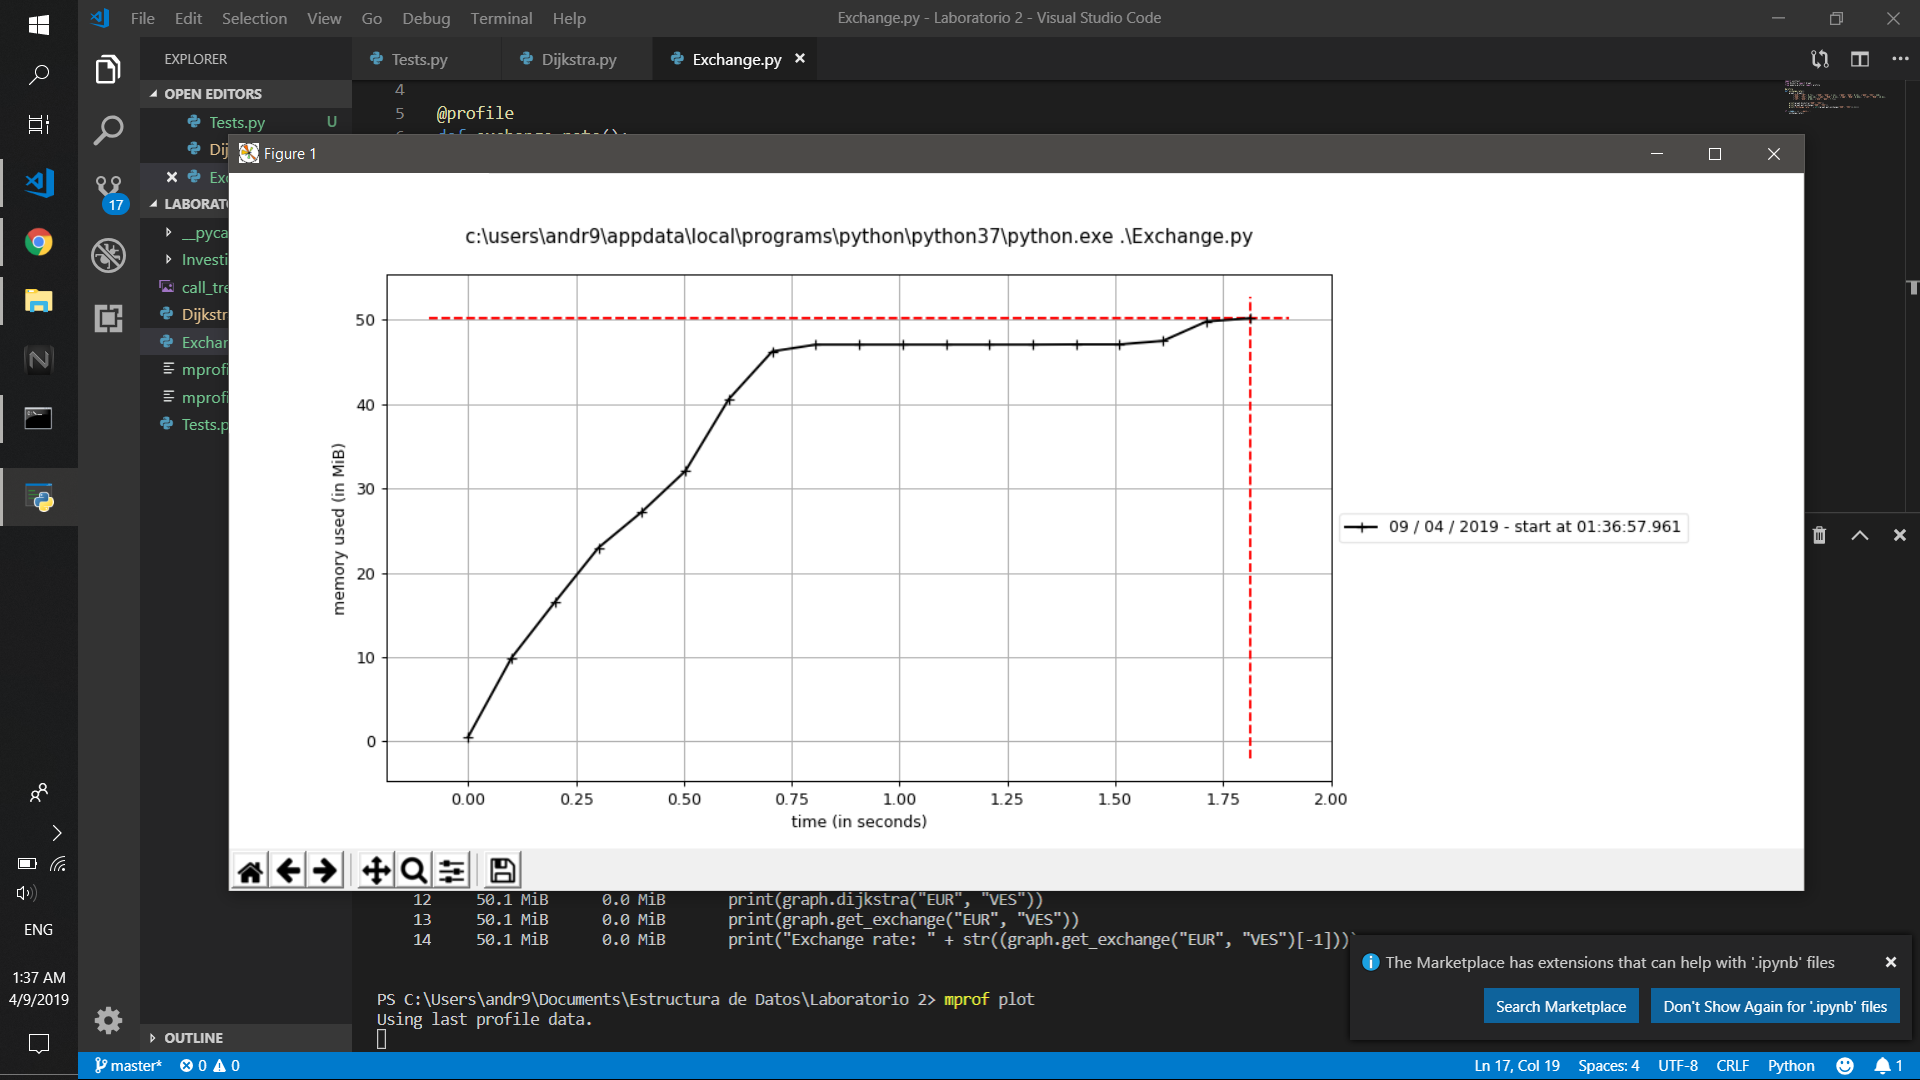 File Edit Selection View Go Debug Terminal Help
Exchange.py - Laboratorio 2 - Visual Studio Code
EXPLORER
Tests.py
Dijkstra.py
Exchange.py
OPEN EDITORS
Tests.py U
Dij
Exc
17
LABORAT
__pyca
Investi
call_tre
Dijkstr
Exchar
mprofi
mprofi
Tests.p
4
5 @profile
Figure 1
c:\users\andr9\appdata\local\programs\python\python37\python.exe .\Exchange.py
memory used (in MiB)
50
40
30
20
10
0
0.00 0.25 0.50 0.75 1.00 1.25 1.50 1.75 2.00
time (in seconds)
09 / 04 / 2019 - start at 01:36:57.961
12 50.1 MiB 0.0 MiB print(graph.dijkstra("EUR", "VES"))
13 50.1 MiB 0.0 MiB print(graph.get_exchange("EUR", "VES"))
14 50.1 MiB 0.0 MiB print("Exchange rate: " + str((graph.get_exchange("EUR", "VES")[-1])))
PS C:\Users\andr9\Documents\Estructura de Datos\Laboratorio 2> mprof plot
Using last profile data.
The Marketplace has extensions that can help with '.ipynb' files
Search Marketplace
Don't Show Again for '.ipynb' files
OUTLINE
ENG
1:37 AM
4/9/2019
master* 0 0
Ln 17, Col 19 Spaces: 4 UTF-8 CRLF Python 1